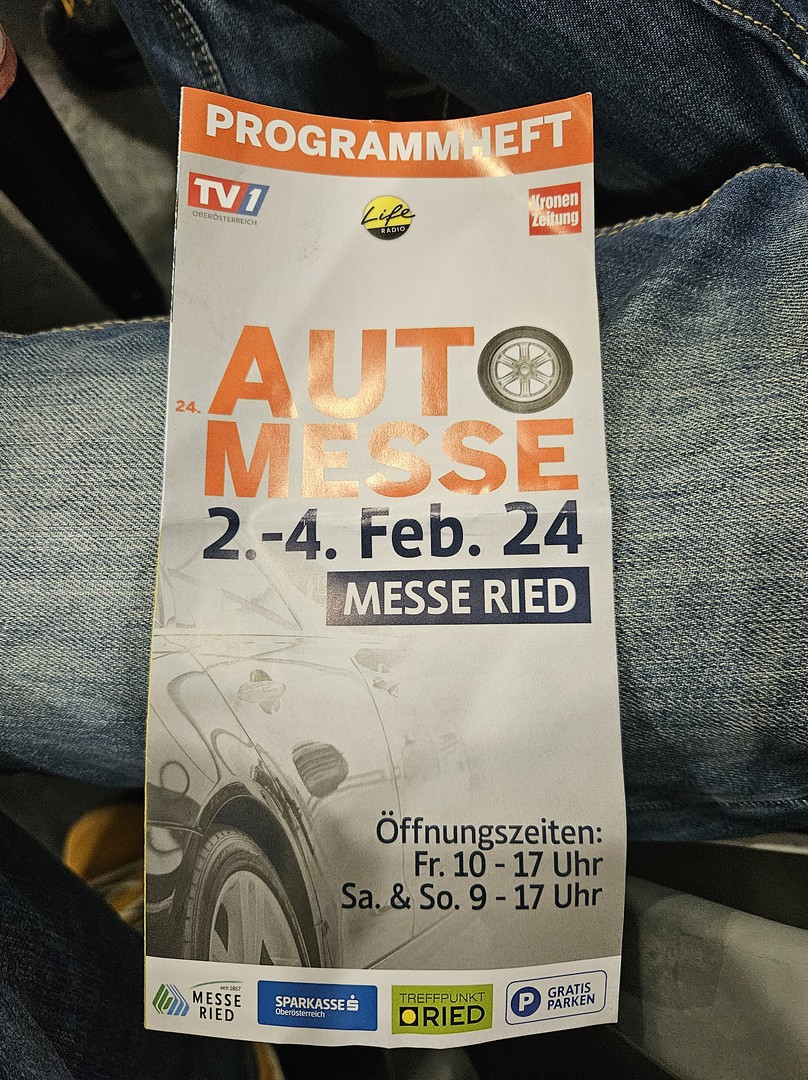 PROGRAMMHEFT
TV1
OBERÖSTERREICH
Life
RADIO
Kronen
Zeitung
24. AUTO
MESSE
2.-4. Feb. 24
MESSE RIED
Öffnungszeiten:
Fr. 10 - 17 Uhr
Sa. & So. 9 - 17 Uhr
seit 1867
MESSE
RIED
SPARKASSE
Oberösterreich
TREFFPUNKT
RIED
P GRATIS
PARKEN